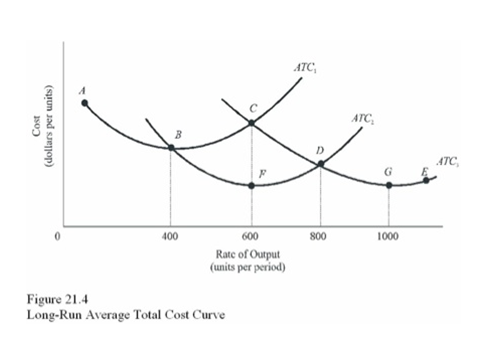 ATC₁
A
C
ATC₂
B
D
ATC
F
G
E
Cost
(dollars per units)
0
400
600
800
1000
Rate of Output
(units per period)
Figure 21.4
Long-Run Average Total Cost Curve